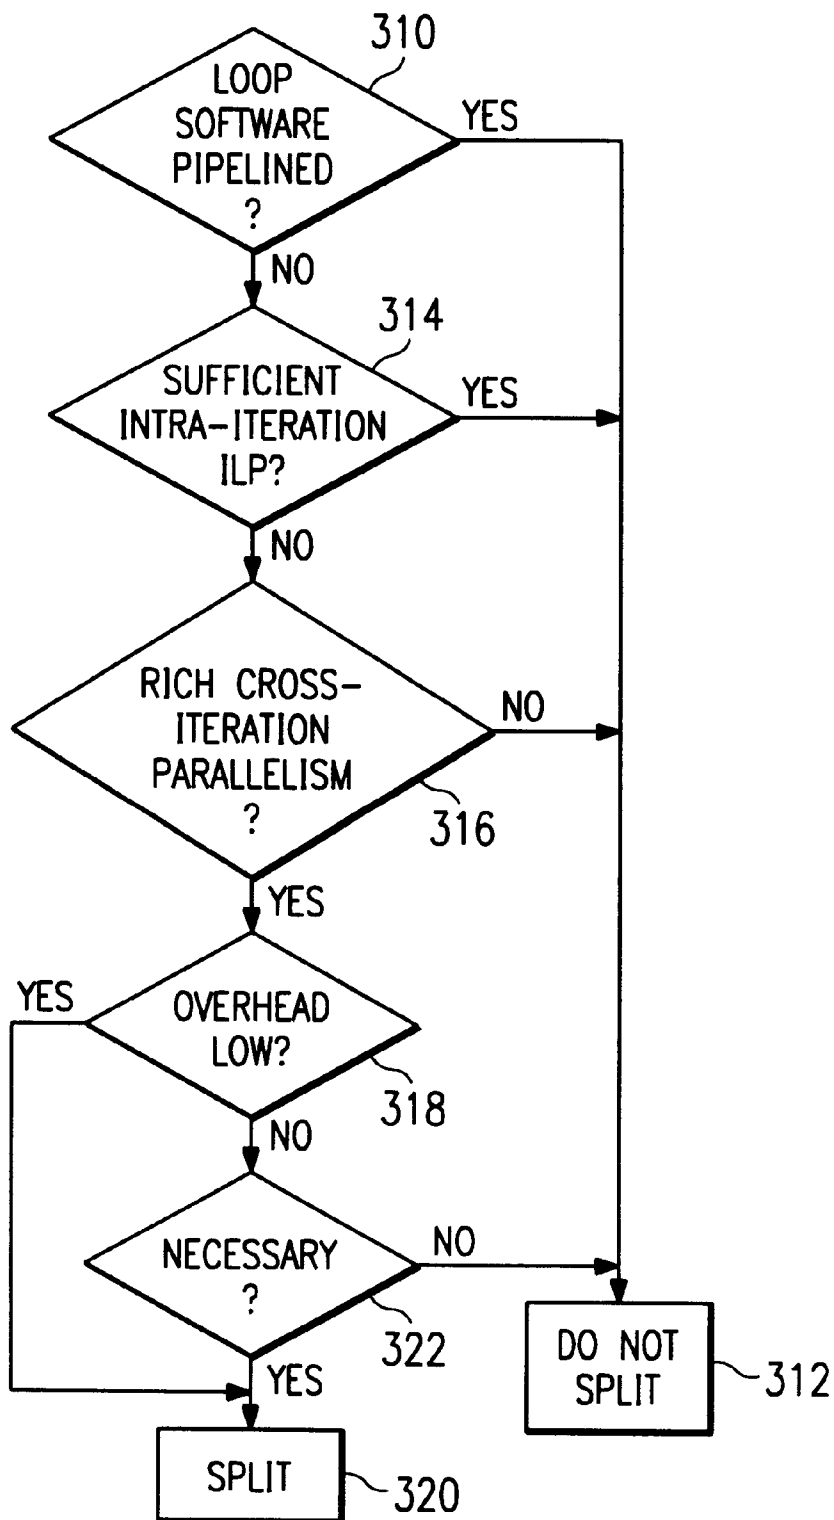 310
LOOP
SOFTWARE
PIPELINED
?
YES
NO
314
SUFFICIENT
INTRA-ITERATION
ILP?
YES
NO
RICH CROSS-
ITERATION
PARALLELISM
?
NO
316
YES
YES
OVERHEAD
LOW?
318
NO
NECESSARY
?
NO
322
YES
DO NOT
SPLIT
312
SPLIT
320